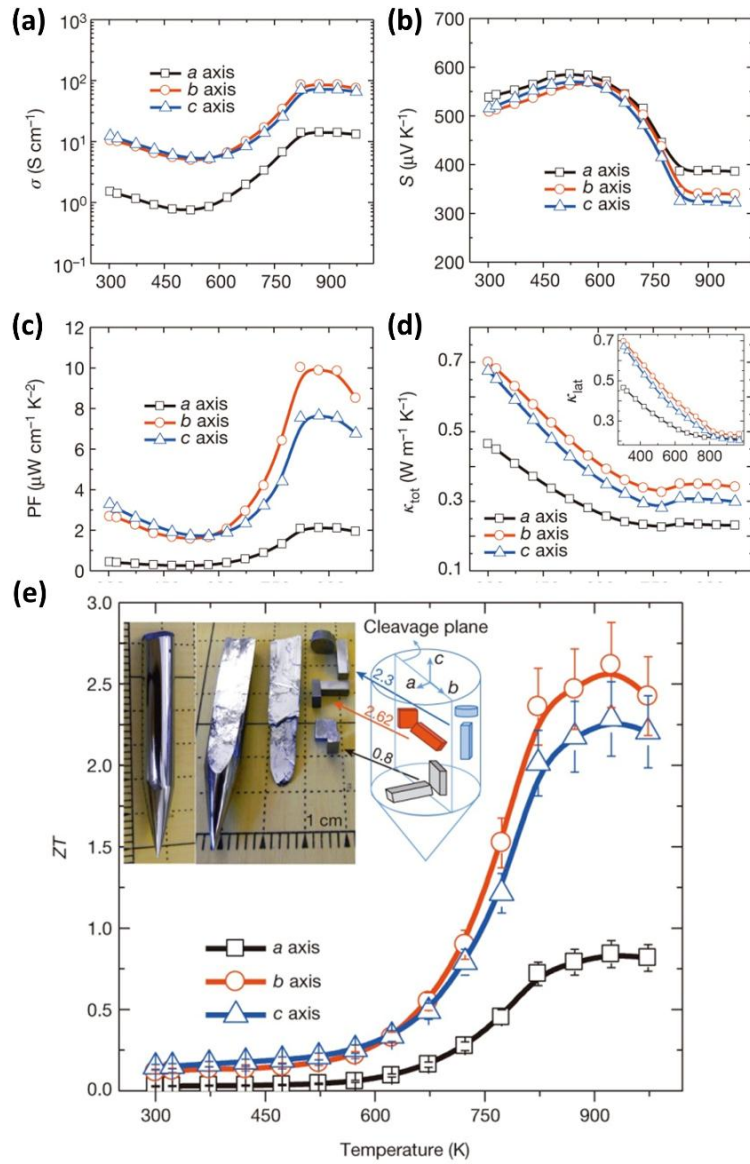 (a)
10³
10²
10¹
10⁰
10⁻¹
σ (S cm⁻¹)
a axis
b axis
c axis
300 450 600 750 900
(b)
700
600
500
400
300
200
S (µV K⁻¹)
a axis
b axis
c axis
300 450 600 750 900
(c)
12
10
8
6
4
2
0
PF (µW cm⁻¹ K⁻²)
a axis
b axis
c axis
(d)
0.7
0.5
0.3
0.1
κtot (W m⁻¹ K⁻¹)
a axis
b axis
c axis
0.7
0.5
0.3
κlat
400 600 800
(e)
3.0
2.5
2.0
1.5
1.0
0.5
0.0
ZT
Cleavage plane
c
a
b
2.3
2.62
0.8
1 cm
a axis
b axis
c axis
300 450 600 750 900
Temperature (K)